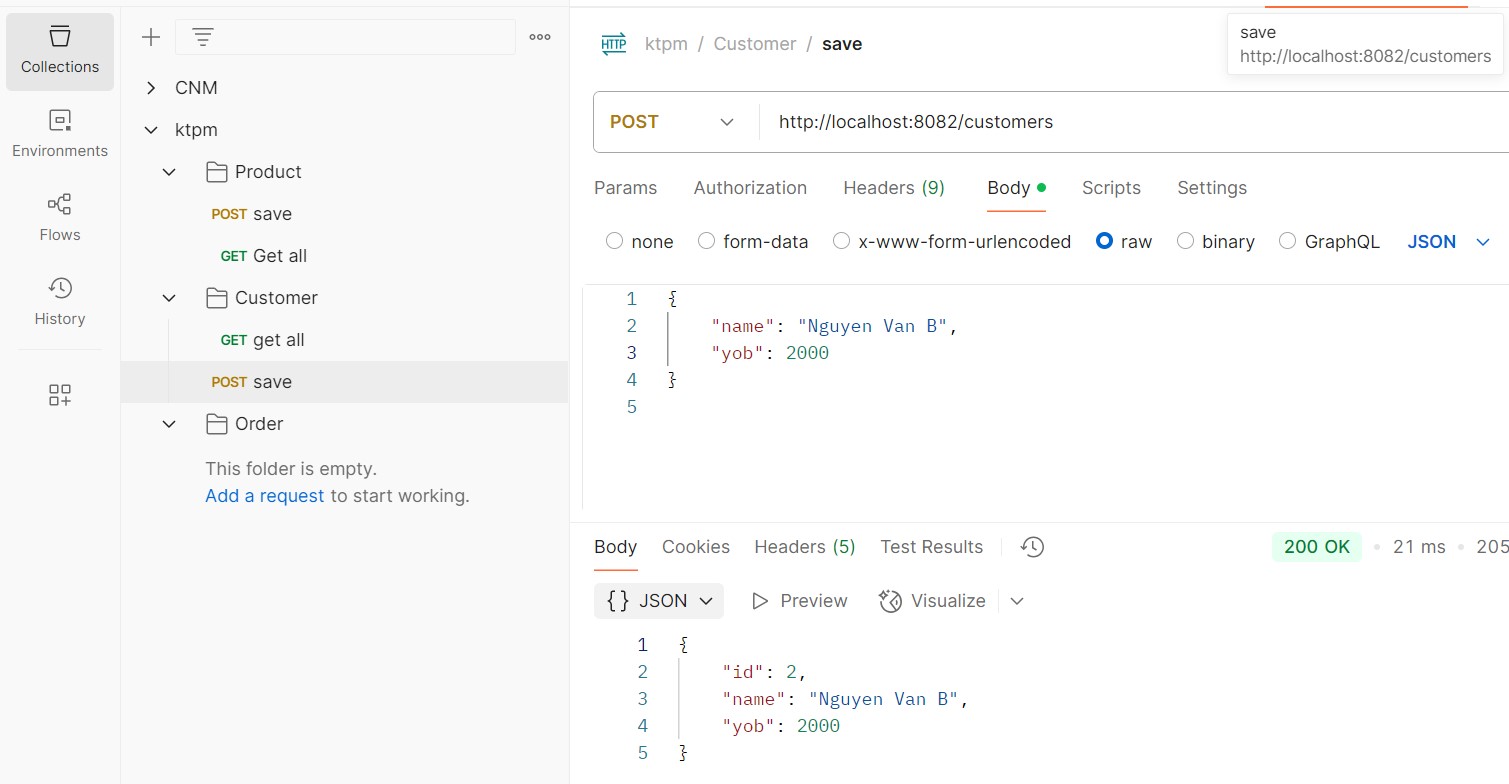 Collections
Environments
Flows
History
CNM
ktpm
Product
POST save
GET Get all
Customer
GET get all
POST save
Order
This folder is empty.
Add a request to start working.
HTTP ktpm / Customer / save
save
http://localhost:8082/customers
POST http://localhost:8082/customers
Params Authorization Headers (9) Body Scripts Settings
none form-data x-www-form-urlencoded raw binary GraphQL JSON
1 {
2 "name": "Nguyen Van B",
3 "yob": 2000
4 }
5
Body Cookies Headers (5) Test Results 200 OK 21 ms 205
{} JSON Preview Visualize
1 {
2 "id": 2,
3 "name": "Nguyen Van B",
4 "yob": 2000
5 }